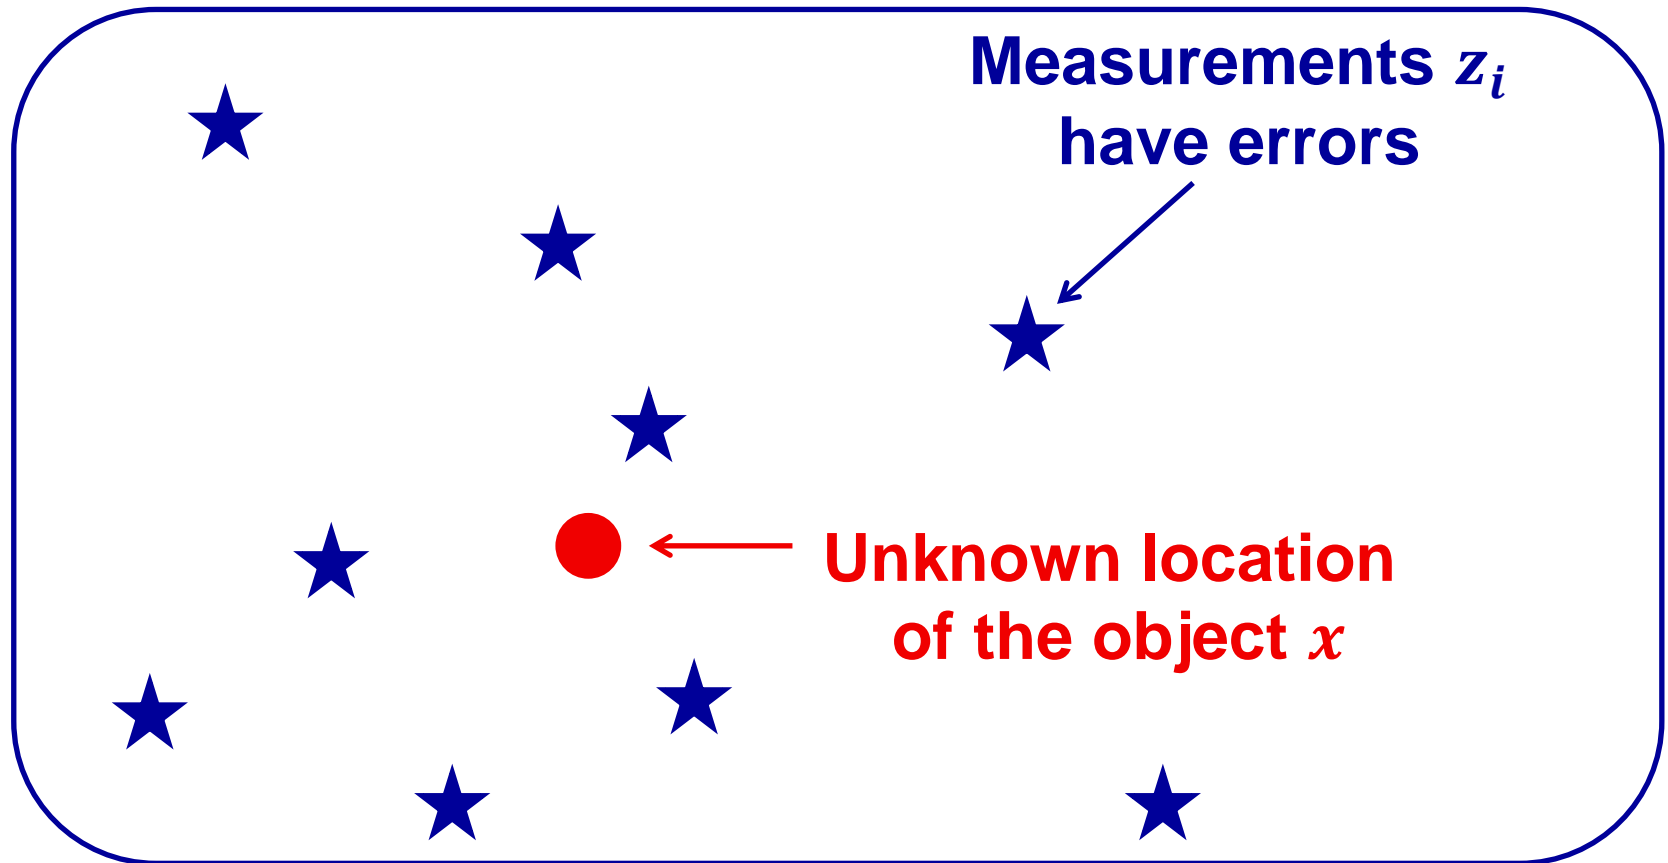 Measurements 𝒛ᵢ
have errors
Unknown location
of the object 𝒙